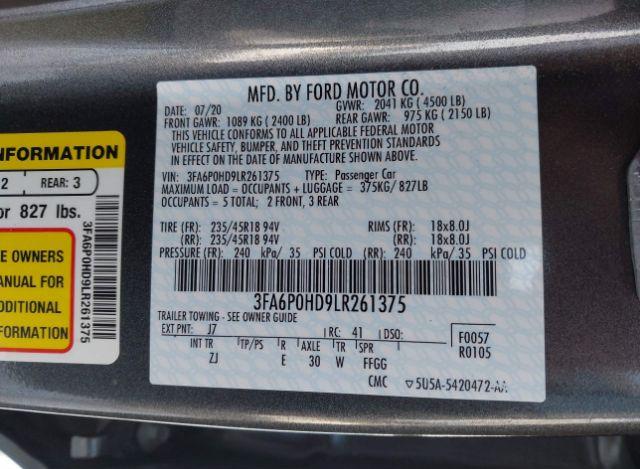 MFD. BY FORD MOTOR CO.
DATE: 07/20 GVWR: 2041 KG ( 4500 LB)
FRONT GAWR: 1089 KG ( 2400 LB) REAR GAWR: 975 KG ( 2150 LB)
THIS VEHICLE CONFORMS TO ALL APPLICABLE FEDERAL MOTOR
VEHICLE SAFETY, BUMPER, AND THEFT PREVENTION STANDARDS
IN EFFECT ON THE DATE OF MANUFACTURE SHOWN ABOVE.
VIN: 3FA6P0HD9LR261375 TYPE: Passenger Car
MAXIMUM LOAD = OCCUPANTS + LUGGAGE = 375KG/ 827LB
OCCUPANTS = 5 TOTAL; 2 FRONT, 3 REAR
TIRE (FR): 235/45R18 94V RIMS (FR): 18x8.0J
(RR): 235/45R18 94V (RR): 18x8.0J
PRESSURE (FR): 240 kPa/ 35 PSI COLD (RR): 240 kPa/ 35 PSI COLD
3FA6P0HD9LR261375
TRAILER TOWING - SEE OWNER GUIDE
EXT PNT: J7 RC: 41 DSO: F0057
R0105
INT TR TP/PS R AXLE TR SPR
ZJ E 30 W FFGG
CMC 5U5A-5420472-AA
INFORMATION
2 REAR: 3
or 827 lbs.
E OWNERS
MANUAL FOR
ADDITIONAL
INFORMATION
3FA6P0HD9LR261375